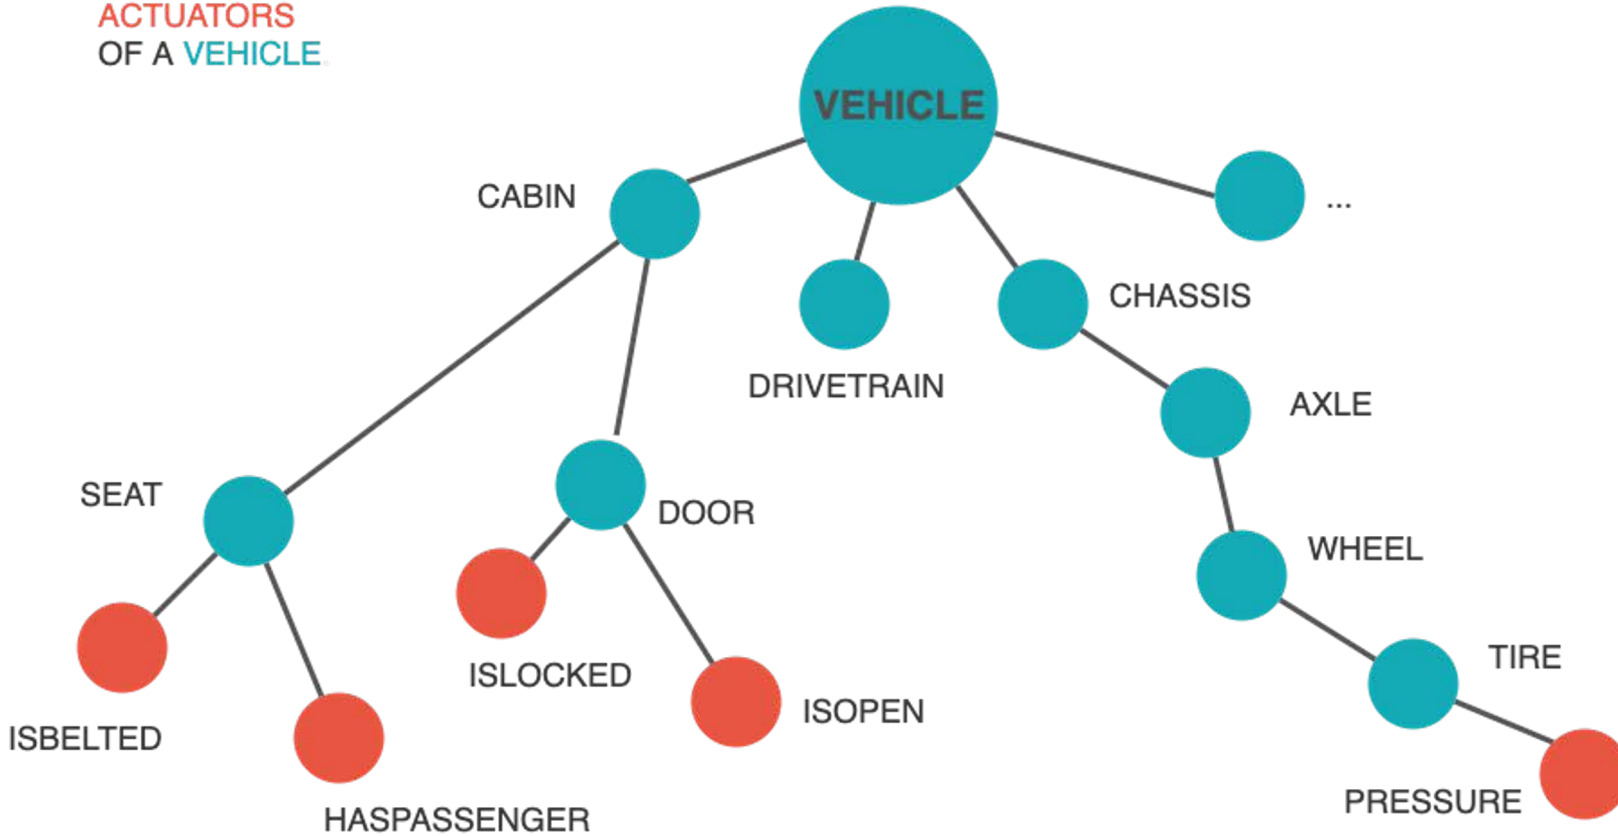 ACTUATORS
OF A VEHICLE
VEHICLE
CABIN
...
CHASSIS
DRIVETRAIN
AXLE
SEAT
DOOR
WHEEL
TIRE
ISLOCKED
ISOPEN
ISBELTED
PRESSURE
HASPASSENGER